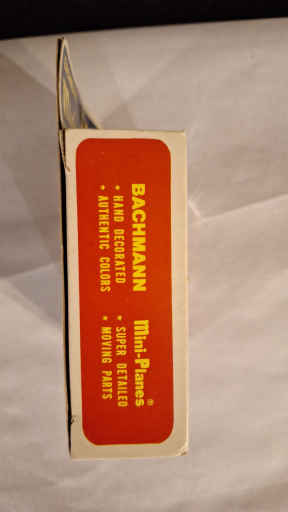 BACHMANN mini-Planes®
* HAND DECORATED * SUPER DETAILED
* AUTHENTIC COLORS * MOVING PARTS